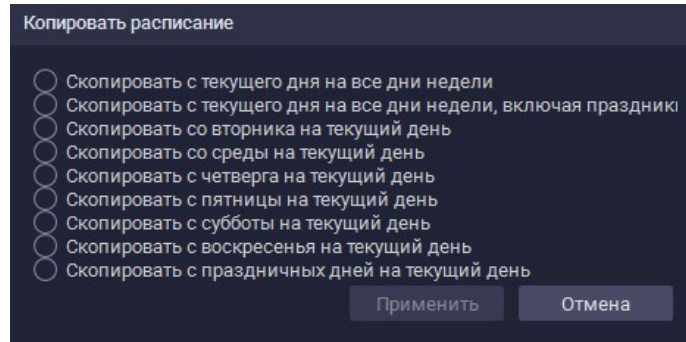 Копировать расписание
Скопировать с текущего дня на все дни недели
Скопировать с текущего дня на все дни недели, включая праздники
Скопировать со вторника на текущий день
Скопировать со среды на текущий день
Скопировать с четверга на текущий день
Скопировать с пятницы на текущий день
Скопировать с субботы на текущий день
Скопировать с воскресенья на текущий день
Скопировать с праздничных дней на текущий день
Применить Отмена